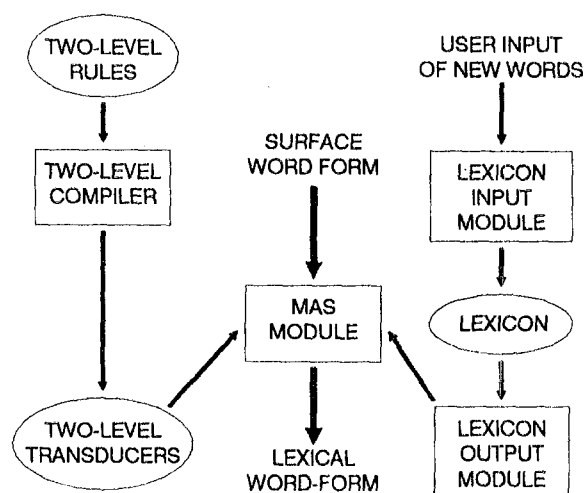 TWO-LEVEL
RULES
USER INPUT
OF NEW WORDS
TWO-LEVEL
COMPILER
SURFACE
WORD FORM
LEXICON
INPUT
MODULE
MAS
MODULE
LEXICON
TWO-LEVEL
TRANSDUCERS
LEXICAL
WORD-FORM
LEXICON
OUTPUT
MODULE